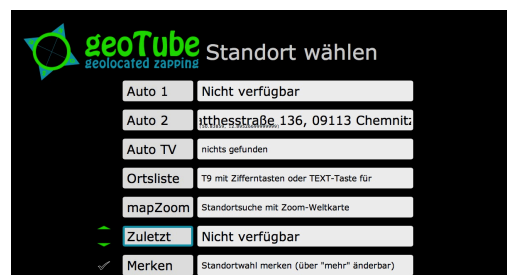 geoTube
geolocated zapping
Standort wählen
Auto 1 Nicht verfügbar
Auto 2 atthesstraße 136, 09113 Chemnitz
Auto TV nichts gefunden
Ortsliste T9 mit Zifferntasten oder TEXT-Taste für
mapZoom Standortsuche mit Zoom-Weltkarte
Zuletzt Nicht verfügbar
Merken Standortwahl merken (über "mehr" änderbar)